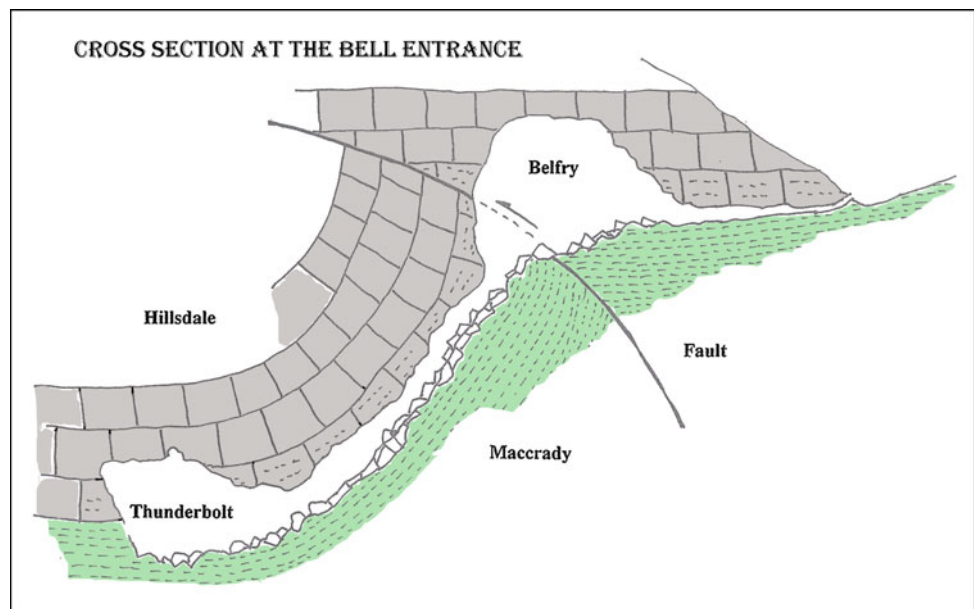 CROSS SECTION AT THE BELL ENTRANCE
Belfry
Hillsdale
Fault
Maccrady
Thunderbolt